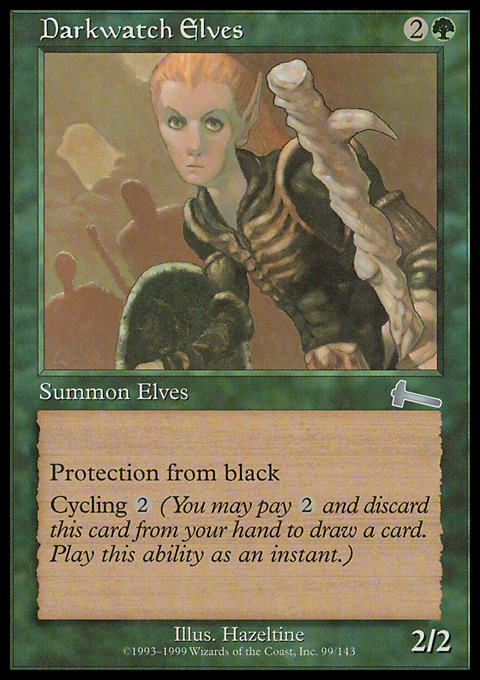 Darkwatch Elves 2
Summon Elves
Protection from black
Cycling 2 (You may pay 2 and discard
this card from your hand to draw a card.
Play this ability as an instant.)
Illus. Hazeltine
©1993–1999 Wizards of the Coast, Inc. 99/143
2/2